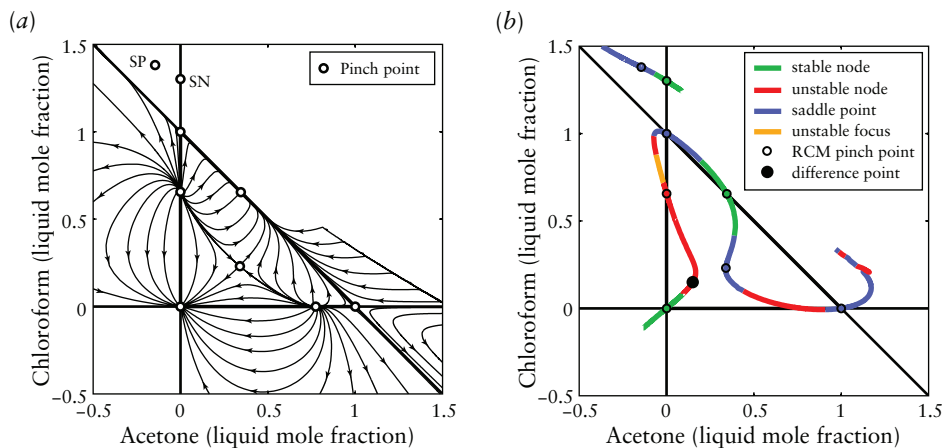 (a)
1.5
1
0.5
0
-0.5
-0.5
0
0.5
1
1.5
Chloroform (liquid mole fraction)
Acetone (liquid mole fraction)
SP
SN
Pinch point
(b)
1.5
1
0.5
0
-0.5
-0.5
0
0.5
1
1.5
Chloroform (liquid mole fraction)
Acetone (liquid mole fraction)
stable node
unstable node
saddle point
unstable focus
RCM pinch point
difference point